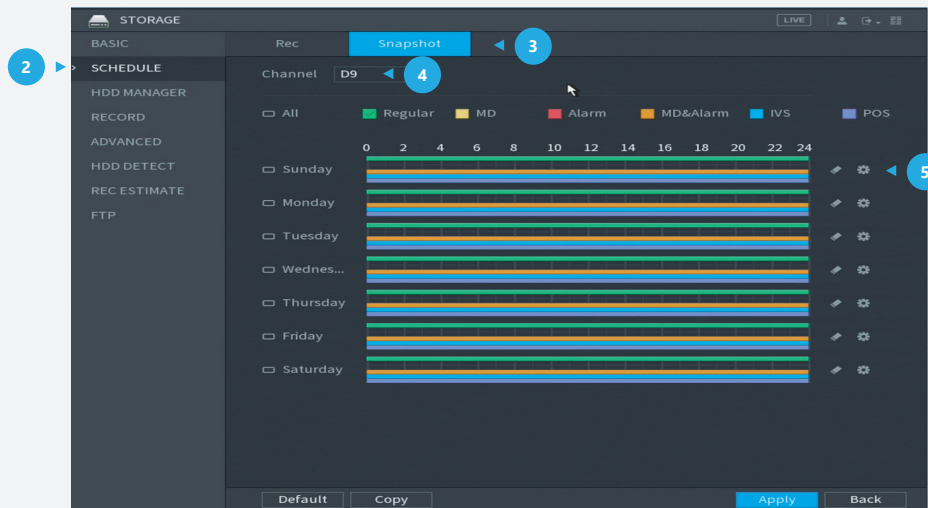 STORAGE
LIVE
BASIC
Rec
Snapshot
3
2
SCHEDULE
Channel
D9
4
HDD MANAGER
RECORD
All
Regular
MD
Alarm
MD&Alarm
IVS
POS
ADVANCED
0 2 4 6 8 10 12 14 16 18 20 22 24
HDD DETECT
Sunday
5
REC ESTIMATE
Monday
FTP
Tuesday
Wednes...
Thursday
Friday
Saturday
Default
Copy
Apply
Back